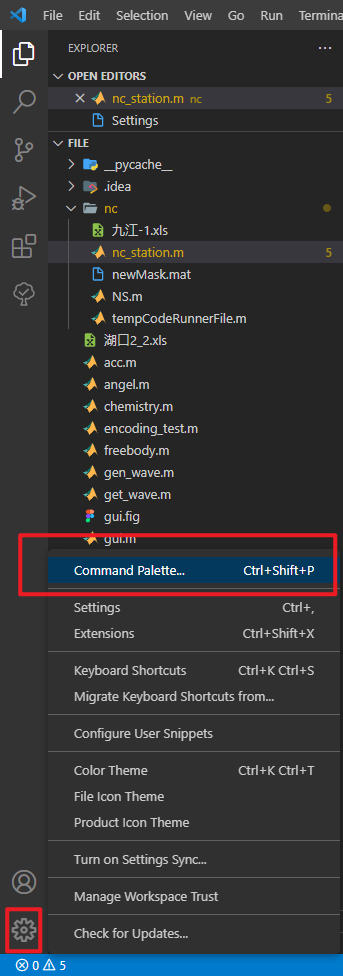 File Edit Selection View Go Run Terminal
EXPLORER
OPEN EDITORS
nc_station.m nc 5
Settings
FILE
__pycache__
.idea
nc
九江-1.xls
nc_station.m 5
newMask.mat
NS.m
tempCodeRunnerFile.m
湖口2_2.xls
acc.m
angel.m
chemistry.m
encoding_test.m
freebody.m
gen_wave.m
get_wave.m
gui.fig
gui.m
Command Palette... Ctrl+Shift+P
Settings Ctrl+,
Extensions Ctrl+Shift+X
Keyboard Shortcuts Ctrl+K Ctrl+S
Migrate Keyboard Shortcuts from...
Configure User Snippets
Color Theme Ctrl+K Ctrl+T
File Icon Theme
Product Icon Theme
Turn on Settings Sync...
Manage Workspace Trust
Check for Updates...
0 5